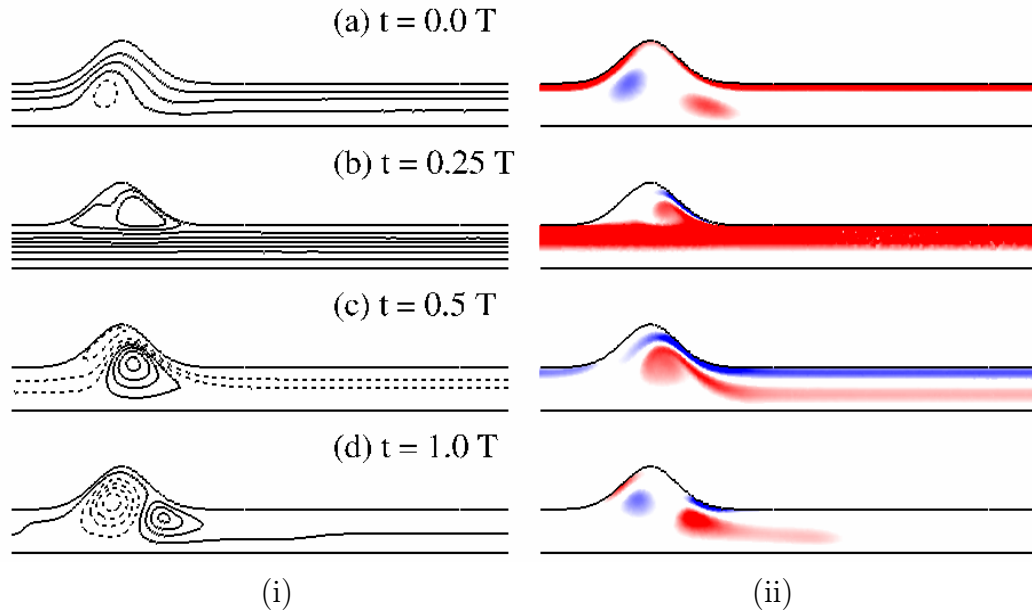 (a) t = 0.0 T
(b) t = 0.25 T
(c) t = 0.5 T
(d) t = 1.0 T
(i)
(ii)